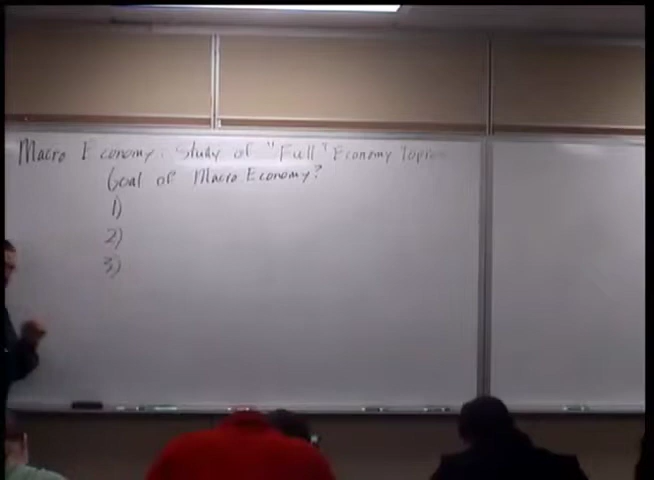 Macro Economy: Study of "Full" Economy Topics
Goal of Macro Economy?
1)
2)
3)